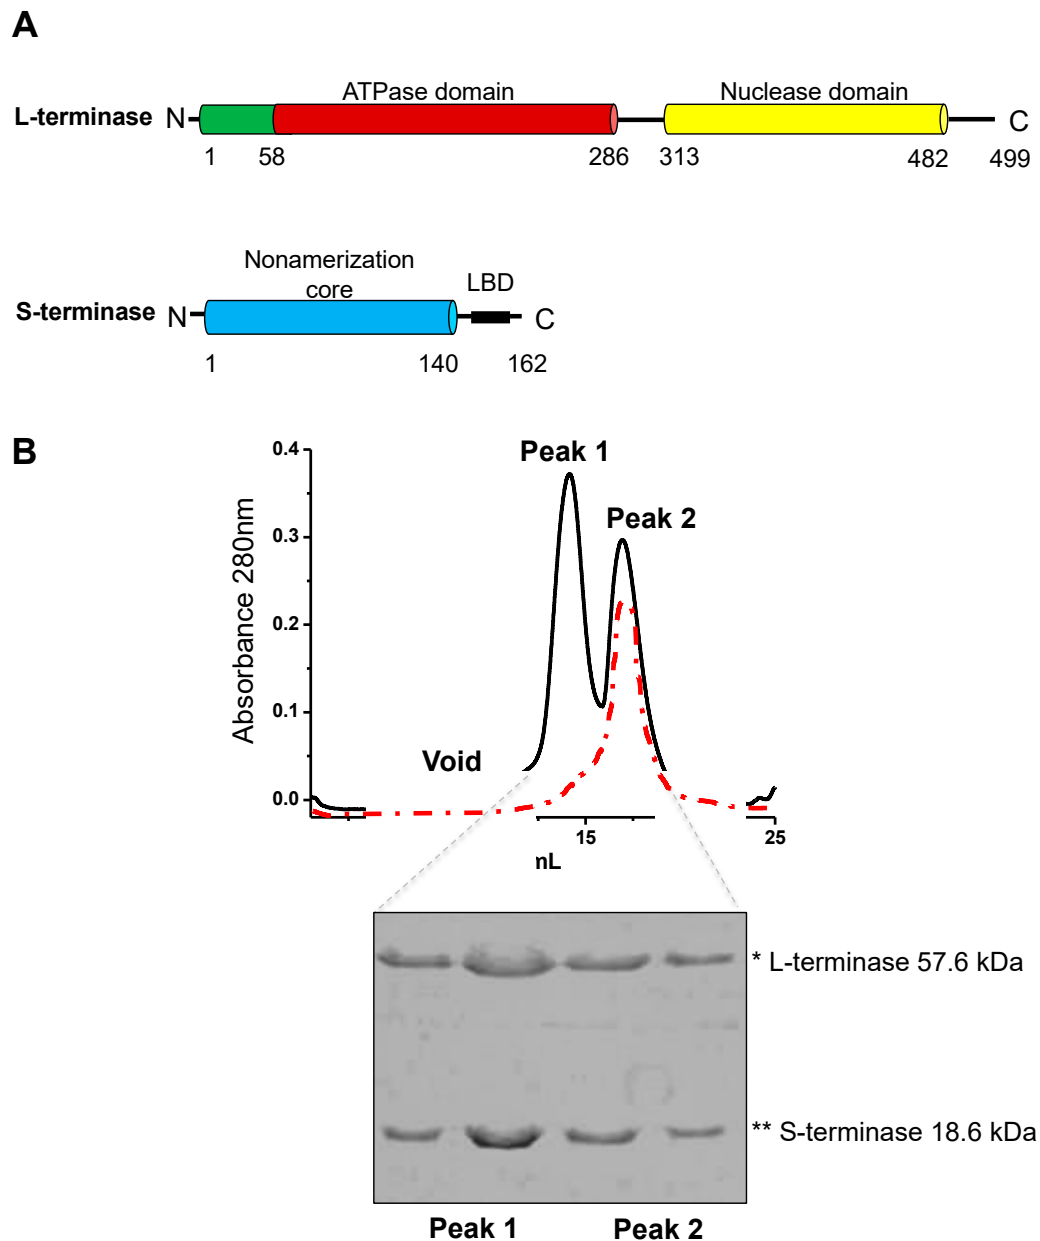 A
ATPase domain
Nuclease domain
L-terminase N C
1 58 286 313 482 499
Nonamerization
core
LBD
S-terminase N C
1 140 162
B
Peak 1
Peak 2
Absorbance 280nm
0.4
0.3
0.2
0.1
0.0
Void
15 25
mL
* L-terminase 57.6 kDa
** S-terminase 18.6 kDa
Peak 1 Peak 2